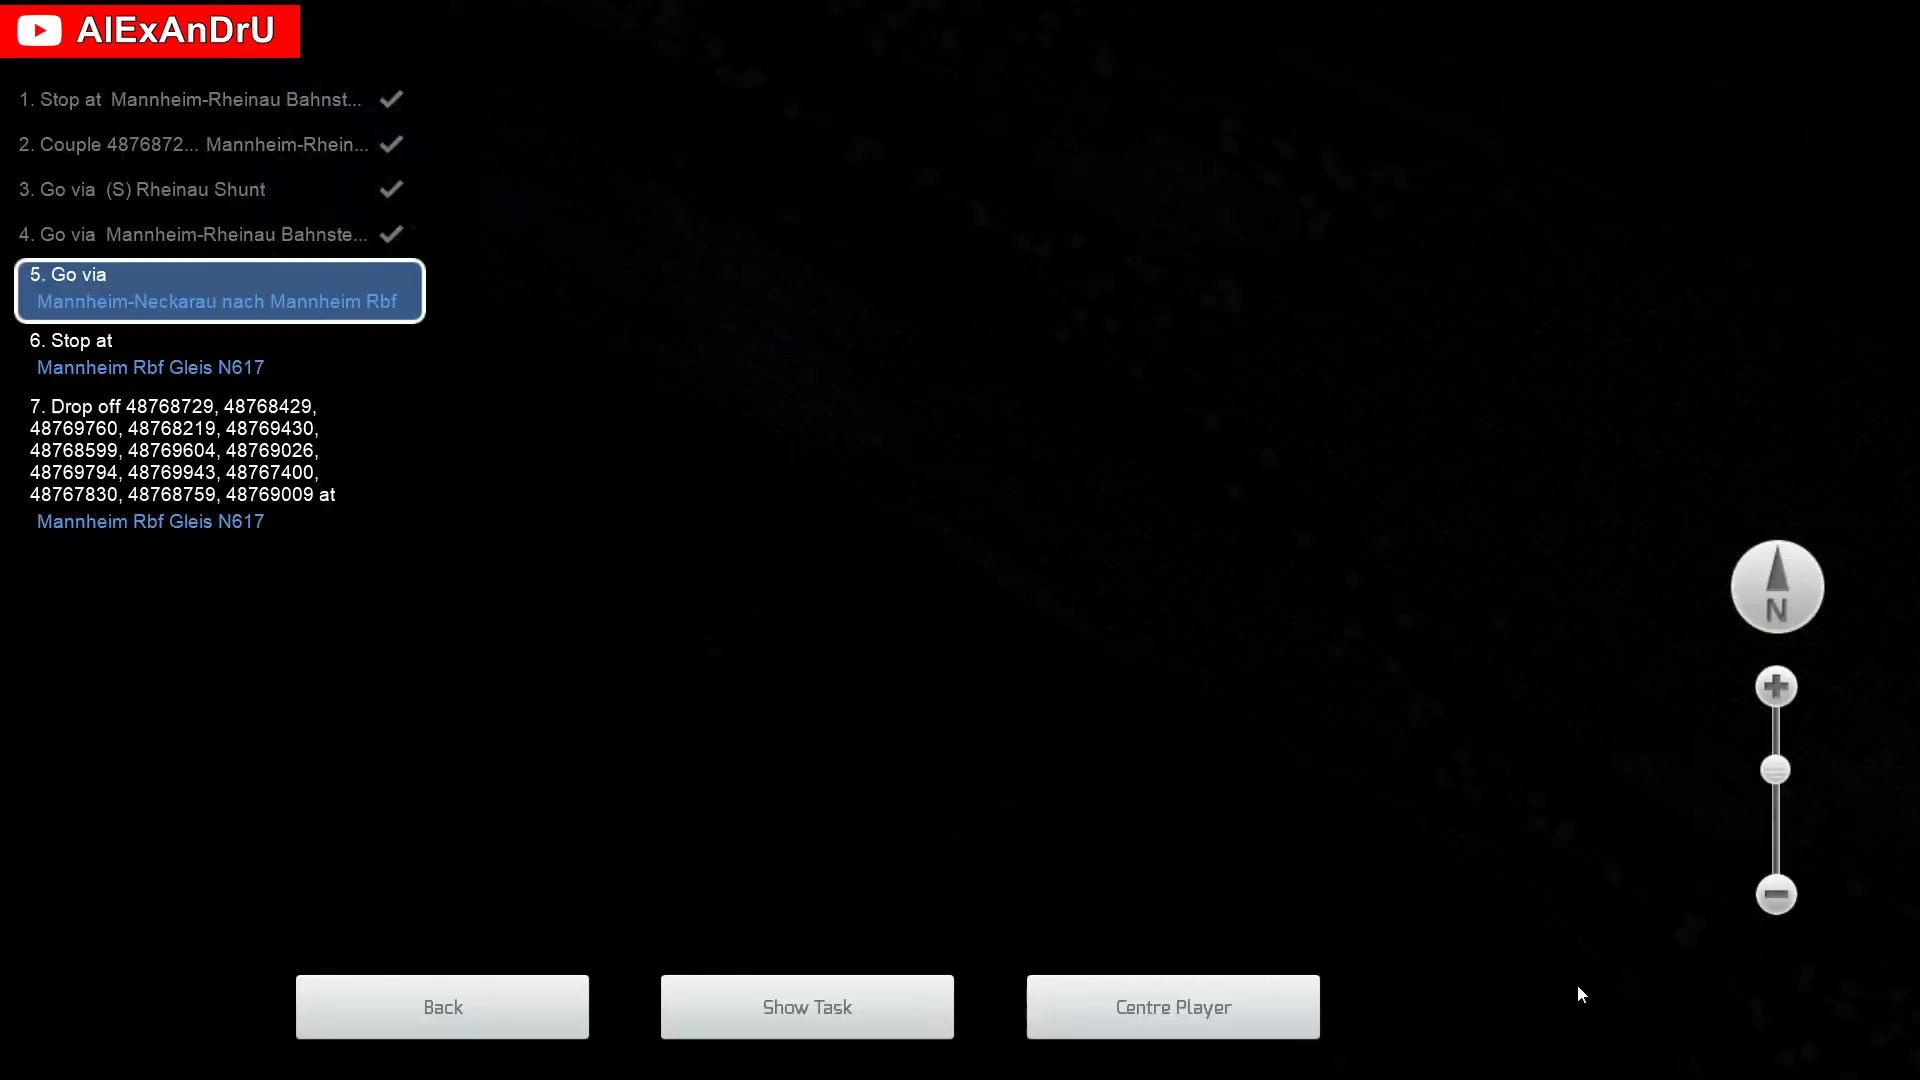 AlExAnDrU
1. Stop at Mannheim-Rheinau Bahnst...
2. Couple 4876872... Mannheim-Rhein...
3. Go via (S) Rheinau Shunt
4. Go via Mannheim-Rheinau Bahnste...
5. Go via
Mannheim-Neckarau nach Mannheim Rbf
6. Stop at
Mannheim Rbf Gleis N617
7. Drop off 48768729, 48768429,
48769760, 48768219, 48769430,
48768599, 48769604, 48769026,
48769794, 48769943, 48767400,
48767830, 48768759, 48769009 at
Mannheim Rbf Gleis N617
N
Back
Show Task
Centre Player